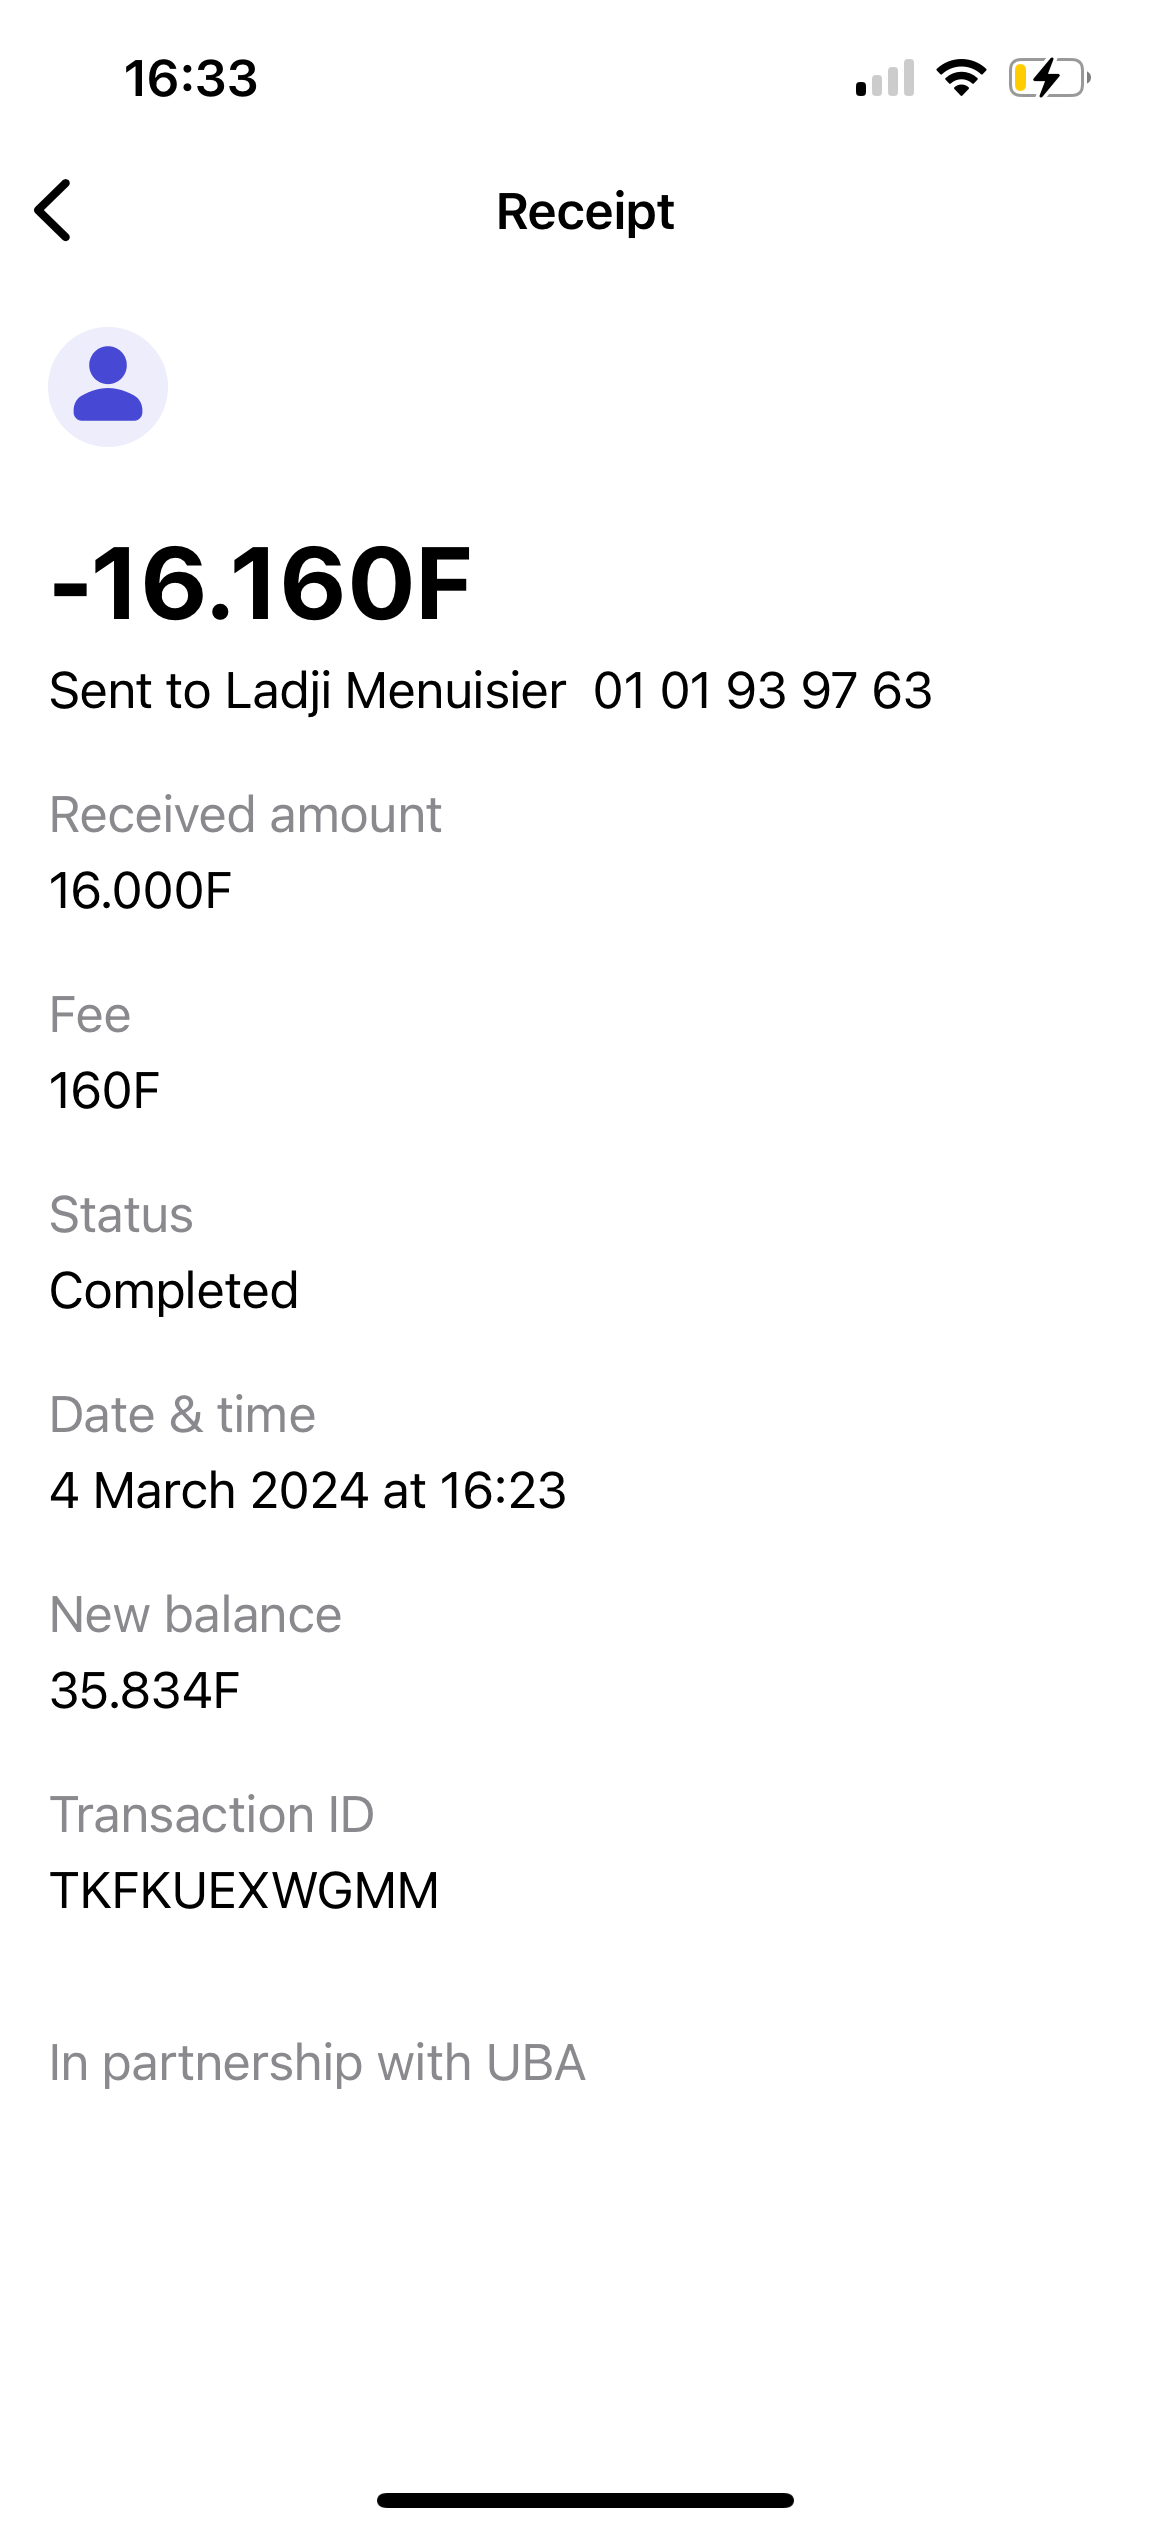 16:33
Receipt
-16.160F
Sent to Ladji Menuisier  01 01 93 97 63
Received amount
16.000F
Fee
160F
Status
Completed
Date & time
4 March 2024 at 16:23
New balance
35.834F
Transaction ID
TKFKUEXWGMM
In partnership with UBA